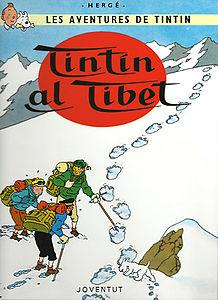 HERGÉ
LES AVENTURES DE TINTIN
Tintin
al Tibet
JOVENTUT